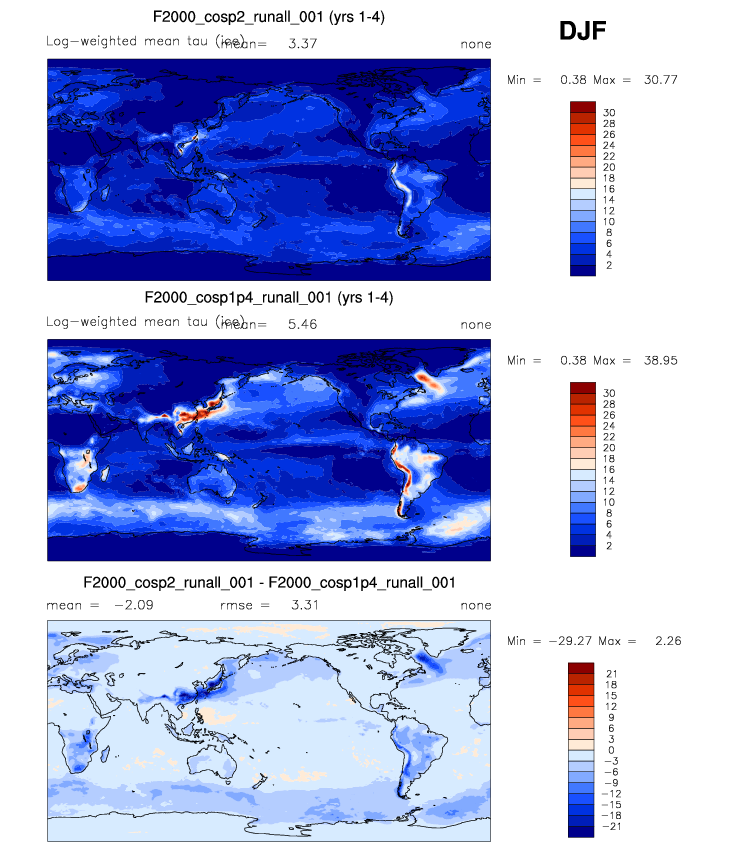 F2000_cosp2_runall_001 (yrs 1-4)
DJF
Log-weighted mean tau (ice)
mean= 3.37
none
Min = 0.38 Max = 30.77
30
28
26
24
22
20
18
16
14
12
10
8
6
4
2
F2000_cosp1p4_runall_001 (yrs 1-4)
Log-weighted mean tau (ice)
mean= 5.46
none
Min = 0.38 Max = 38.95
30
28
26
24
22
20
18
16
14
12
10
8
6
4
2
F2000_cosp2_runall_001 - F2000_cosp1p4_runall_001
mean = -2.09
rmse = 3.31
none
Min = -29.27 Max = 2.26
21
18
15
12
9
6
3
0
-3
-6
-9
-12
-15
-18
-21